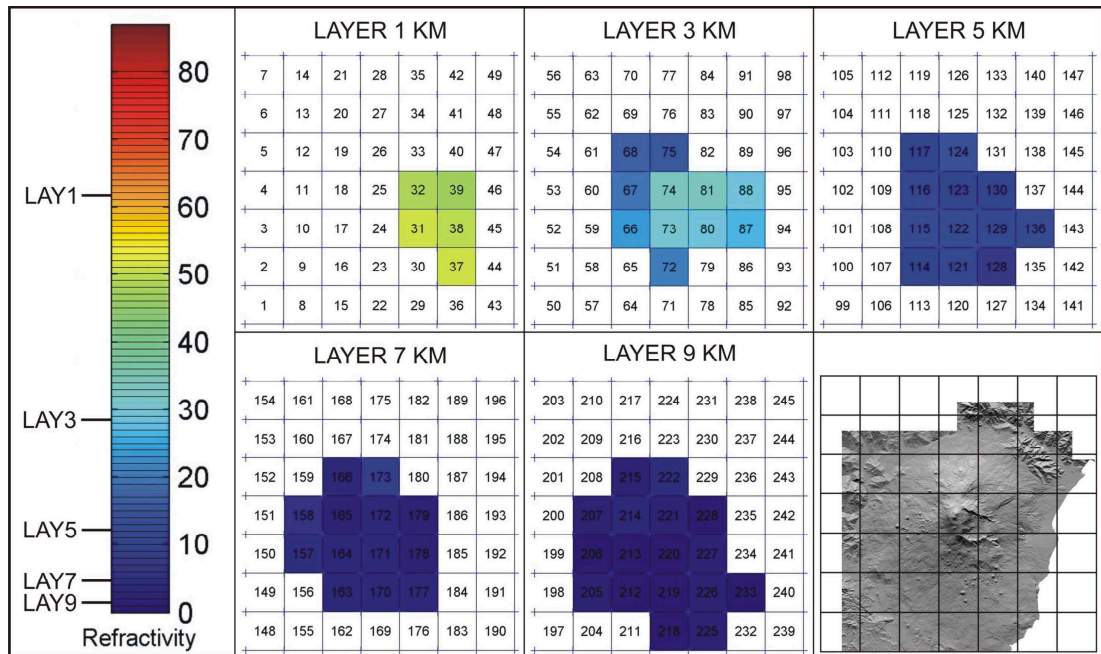 80
70
LAY1
60
50
40
LAY3
30
20
LAY5
10
LAY7
LAY9
0
Refractivity
LAYER 1 KM
7 14 21 28 35 42 49
6 13 20 27 34 41 48
5 12 19 26 33 40 47
4 11 18 25 32 39 46
3 10 17 24 31 38 45
2 9 16 23 30 37 44
1 8 15 22 29 36 43
LAYER 3 KM
56 63 70 77 84 91 98
55 62 69 76 83 90 97
54 61 68 75 82 89 96
53 60 67 74 81 88 95
52 59 66 73 80 87 94
51 58 65 72 79 86 93
50 57 64 71 78 85 92
LAYER 5 KM
105 112 119 126 133 140 147
104 111 118 125 132 139 146
103 110 117 124 131 138 145
102 109 116 123 130 137 144
101 108 115 122 129 136 143
100 107 114 121 128 135 142
99 106 113 120 127 134 141
LAYER 7 KM
154 161 168 175 182 189 196
153 160 167 174 181 188 195
152 159 166 173 180 187 194
151 158 165 172 179 186 193
150 157 164 171 178 185 192
149 156 163 170 177 184 191
148 155 162 169 176 183 190
LAYER 9 KM
203 210 217 224 231 238 245
202 209 216 223 230 237 244
201 208 215 222 229 236 243
200 207 214 221 228 235 242
199 206 213 220 227 234 241
198 205 212 219 226 233 240
197 204 211 218 225 232 239